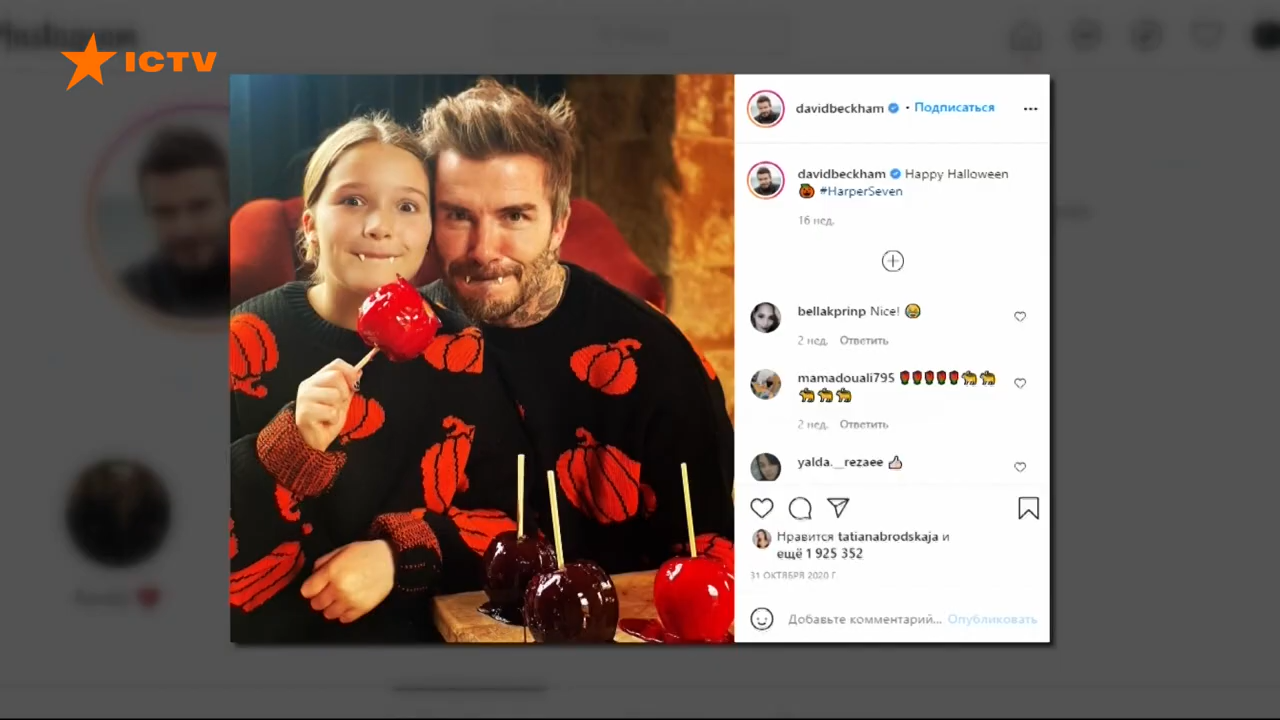 ICTV
davidbeckham • Подписаться
davidbeckham Happy Halloween
🎃 #HarperSeven
16 нед.
bellakprinp Nice! 😂
2 нед. Ответить
mamadouali795 🌹🌹🌹🌹🌹🐅🐅
🐅🐅🐅
2 нед. Ответить
yalda.__rezaee 👍🏻
Нравится tatianabrodskaja и
ещё 1 925 352
31 ОКТЯБРЯ 2020 Г.
Добавьте комментарий... Опубликовать